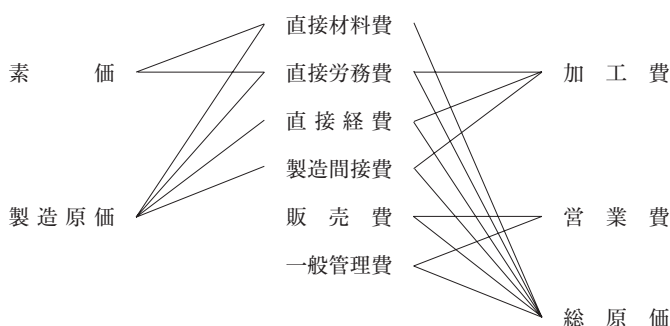 直接材料費
素価 直接労務費 加工費
直接経費
製造間接費
製造原価 販売費 営業費
一般管理費
総原価